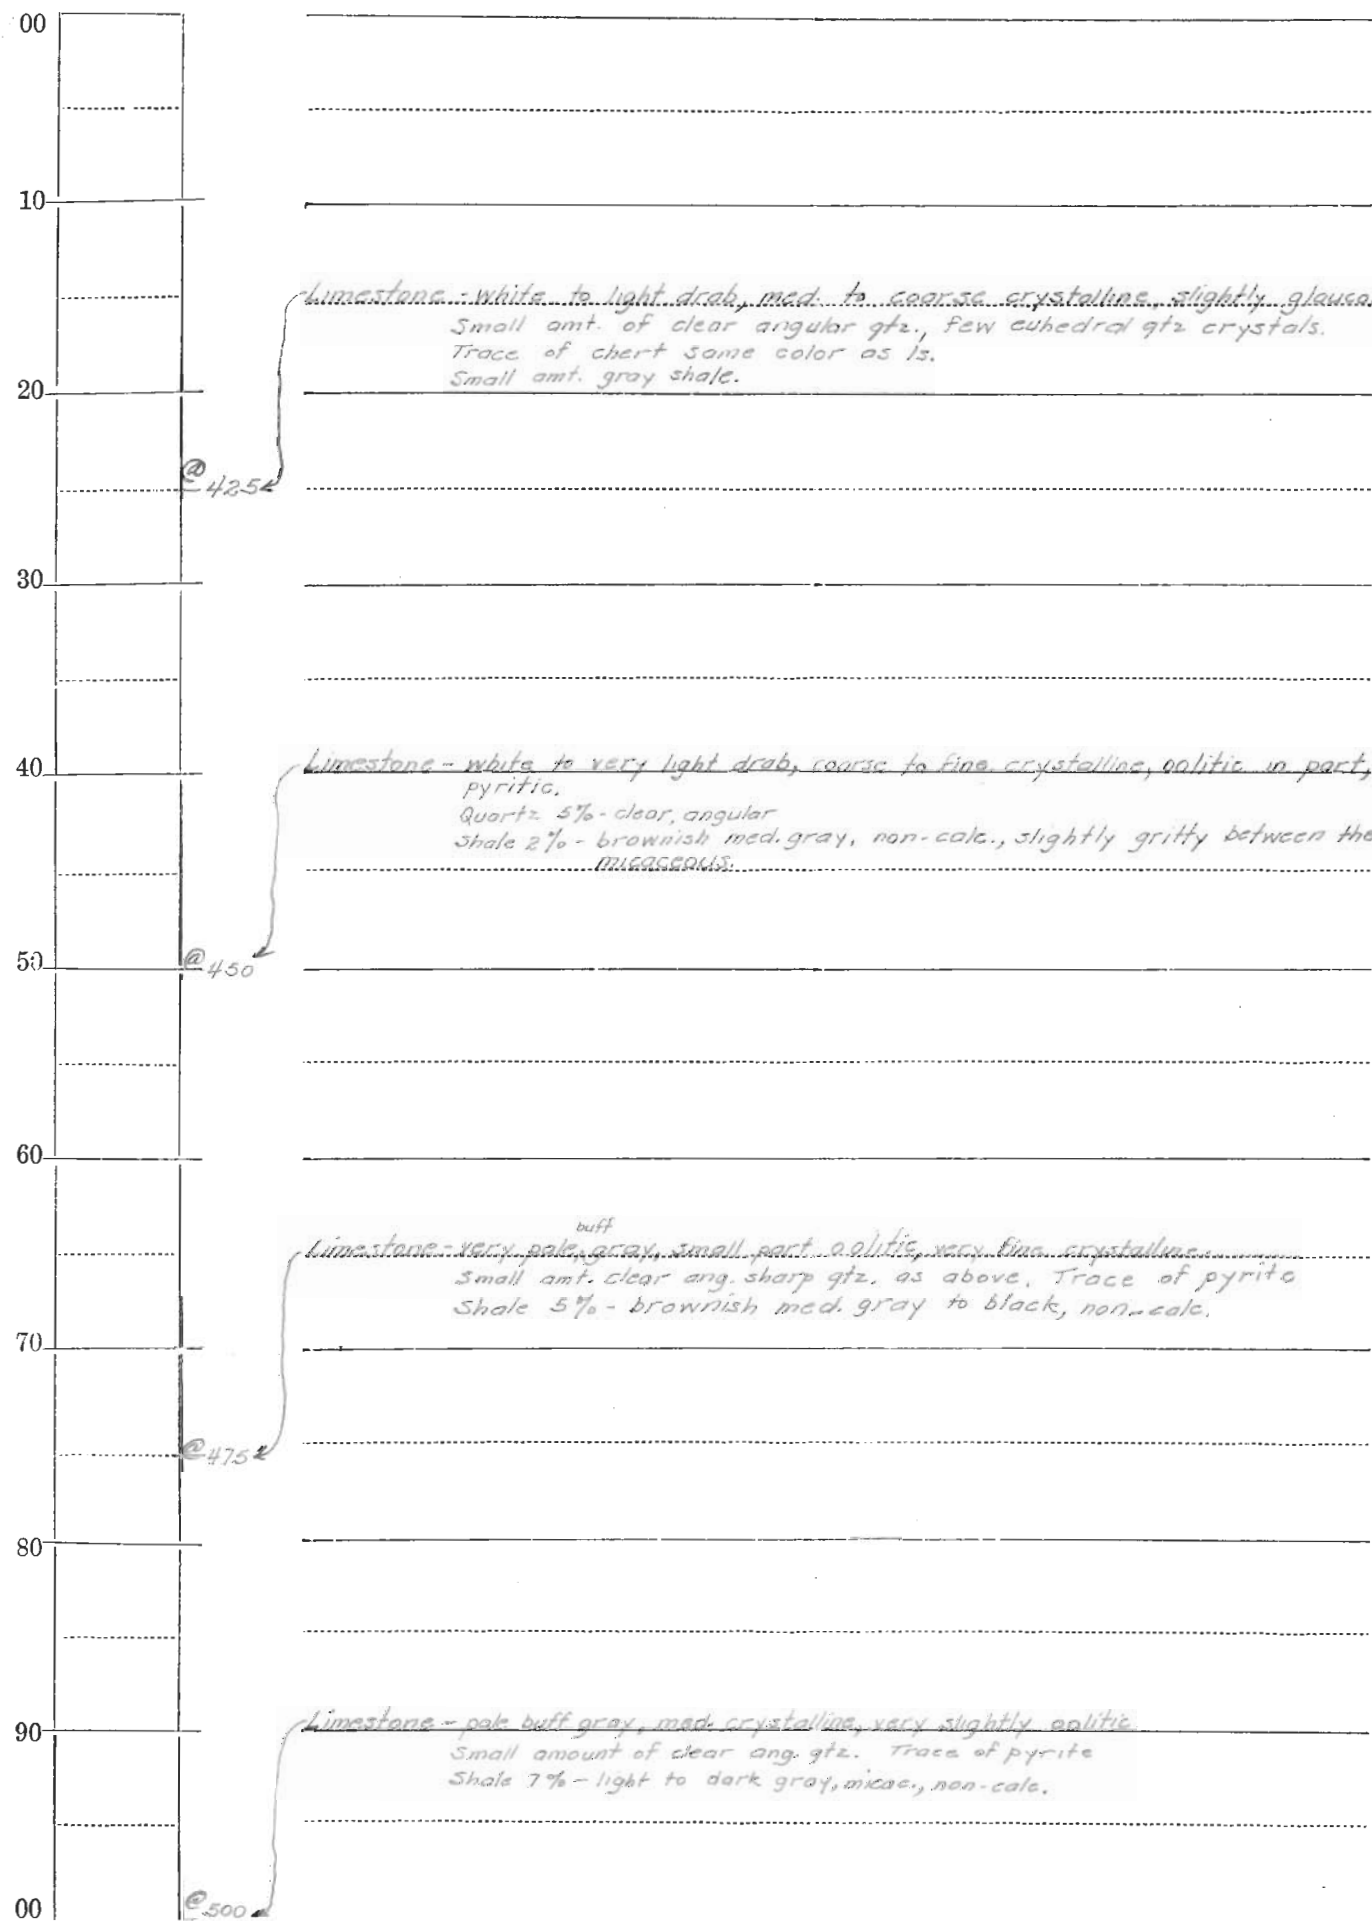 00
10
Limestone - white to light drab, med. to coarse crystalline, slightly glauco
Small amt. of clear angular qtz., few euhedral qtz crystals.
Trace of chert same color as ls.
Small amt. gray shale.
20
@ 425
30
40
Limestone - white to very light drab, coarse to fine crystalline, oolitic in part,
pyritic.
Quartz 5% - clear, angular
Shale 2% - brownish med. gray, non-calc., slightly gritty between the
micaceous.
50
@ 450
60
buff
Limestone - very pale, gray, small part oolitic, very fine crystalline.
Small amt. clear ang. sharp qtz. as above. Trace of pyrite
Shale 5% - brownish med. gray to black, non-calc.
70
@ 475
80
90
Limestone - pale buff gray, med. crystalline, very slightly oolitic
Small amount of clear ang. qtz. Trace of pyrite
Shale 7% - light to dark gray, micac., non-calc.
00
@ 500